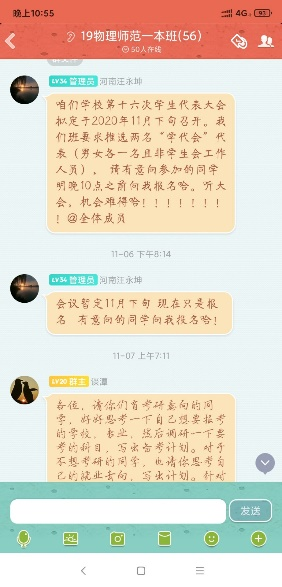 晚上10:55
4G
93
19物理师范一本班(56)
50人在线
LV34 管理员 河南汪永坤
咱们学校第十六次学生代表大会
拟定于2020年11月下旬召开。我
们班要求推选两名“学代会”代
表（男女各一名且非学生会工作
人员）， 请有意向参加的同学
明晚10点之前向我报名哈。听大
会，机会难得哈！！！！！！！
！@全体成员
11-06 下午8:14
LV34 管理员 河南汪永坤
会议暂定11月下旬 现在只是报
名 有意向的同学向我报名哈！
11-07 上午7:11
LV20 群主 谈潭
各位，请你们有考研意向的同
学，好好思考一下自己想要报考
的学校、专业，然后调研一下要
考的科目，写出备考计划。对于
不想考研的同学，也请你思考自
己的就业去向，写出计划。针对
发送